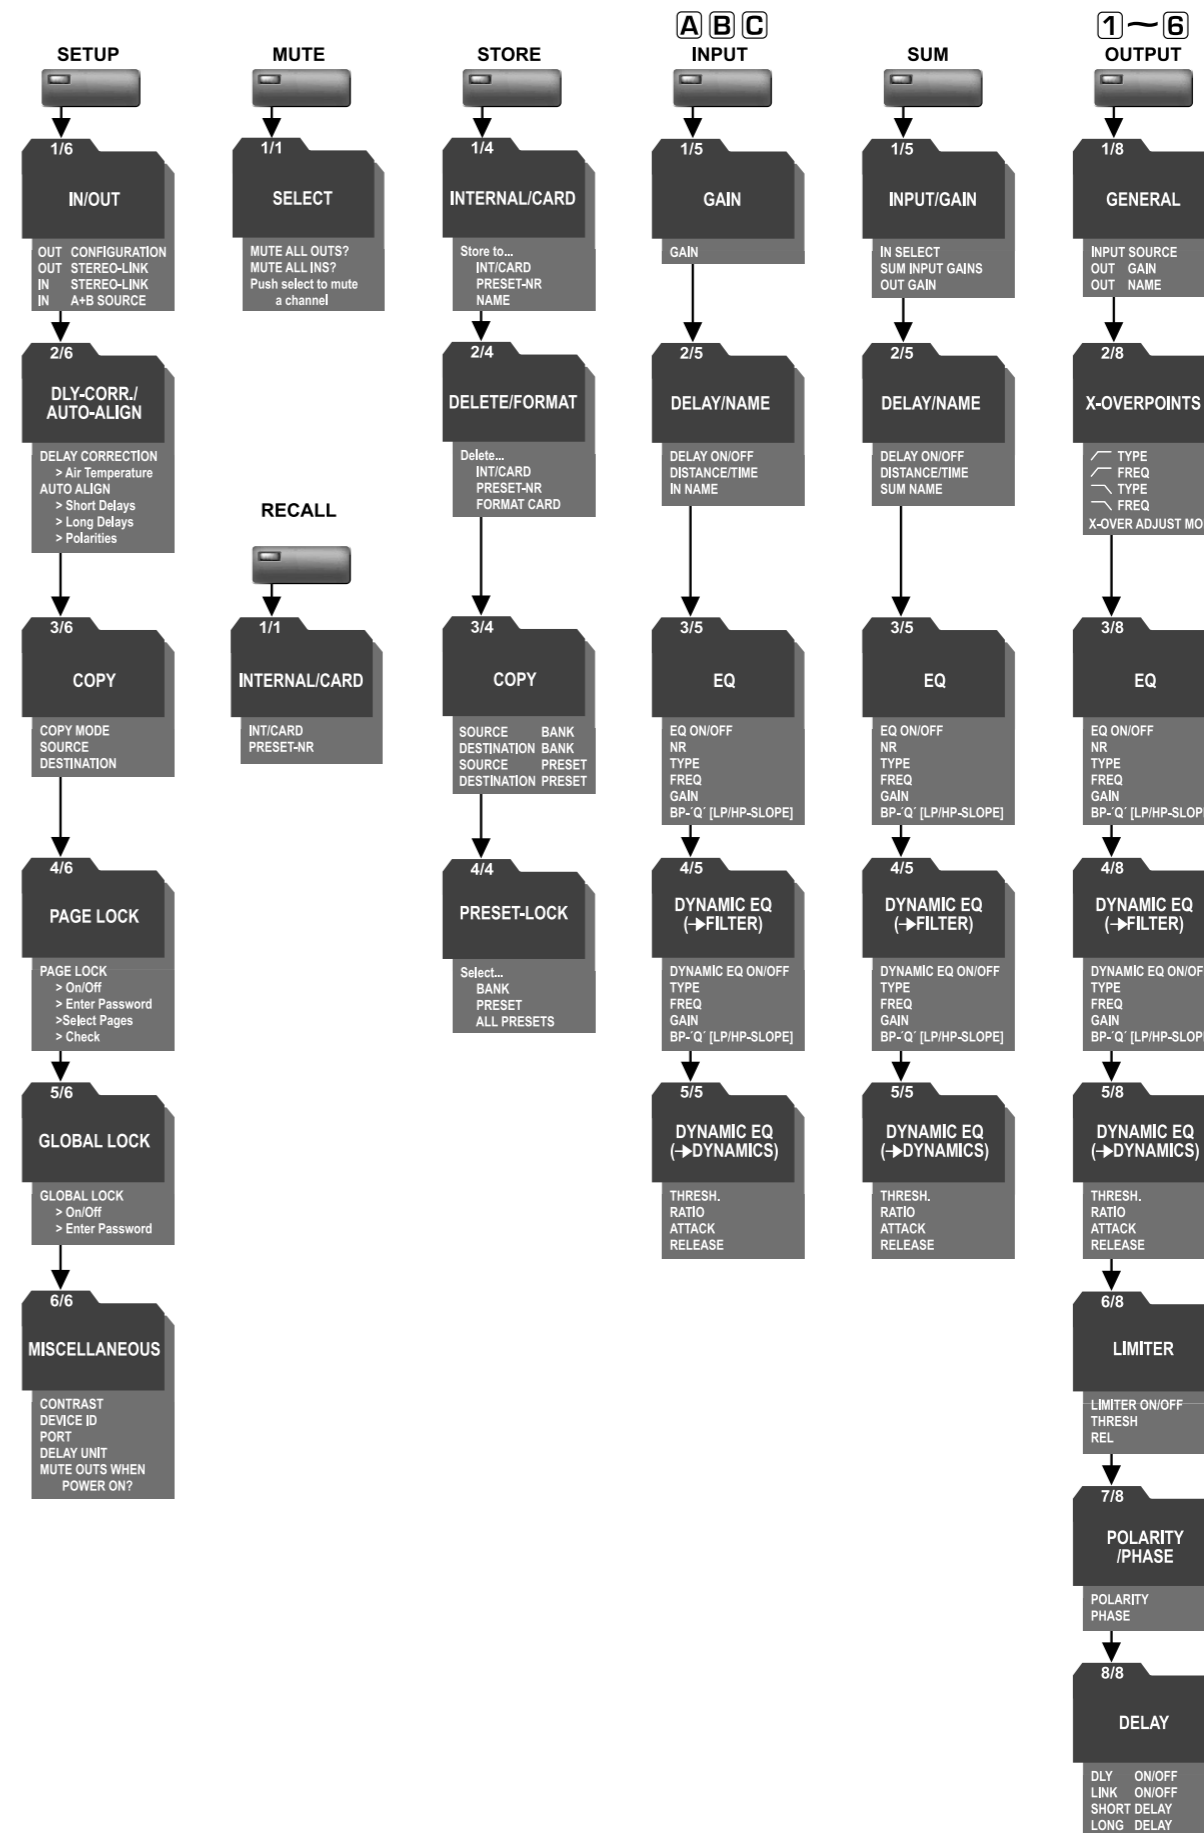 SETUP
1/6
IN/OUT
OUT CONFIGURATION
OUT STEREO-LINK
IN STEREO-LINK
IN A+B SOURCE
2/6
DLY-CORR./
AUTO-ALIGN
DELAY CORRECTION
> Air Temperature
AUTO ALIGN
> Short Delays
> Long Delays
> Polarities
3/6
COPY
COPY MODE
SOURCE
DESTINATION
4/6
PAGE LOCK
PAGE LOCK
> On/Off
> Enter Password
>Select Pages
> Check
5/6
GLOBAL LOCK
GLOBAL LOCK
> On/Off
> Enter Password
6/6
MISCELLANEOUS
CONTRAST
DEVICE ID
PORT
DELAY UNIT
MUTE OUTS WHEN
POWER ON?
MUTE
1/1
SELECT
MUTE ALL OUTS?
MUTE ALL INS?
Push select to mute
a channel
RECALL
1/1
INTERNAL/CARD
INT/CARD
PRESET-NR
STORE
1/4
INTERNAL/CARD
Store to...
INT/CARD
PRESET-NR
NAME
2/4
DELETE/FORMAT
Delete...
INT/CARD
PRESET-NR
FORMAT CARD
3/4
COPY
SOURCE BANK
DESTINATION BANK
SOURCE PRESET
DESTINATION PRESET
4/4
PRESET-LOCK
Select...
BANK
PRESET
ALL PRESETS
A B C
INPUT
1/5
GAIN
GAIN
2/5
DELAY/NAME
DELAY ON/OFF
DISTANCE/TIME
IN NAME
3/5
EQ
EQ ON/OFF
NR
TYPE
FREQ
GAIN
BP-´Q´ [LP/HP-SLOPE]
4/5
DYNAMIC EQ
(→FILTER)
DYNAMIC EQ ON/OFF
TYPE
FREQ
GAIN
BP-´Q´ [LP/HP-SLOPE]
5/5
DYNAMIC EQ
(→DYNAMICS)
THRESH.
RATIO
ATTACK
RELEASE
SUM
1/5
INPUT/GAIN
IN SELECT
SUM INPUT GAINS
OUT GAIN
2/5
DELAY/NAME
DELAY ON/OFF
DISTANCE/TIME
SUM NAME
3/5
EQ
EQ ON/OFF
NR
TYPE
FREQ
GAIN
BP-´Q´ [LP/HP-SLOPE]
4/5
DYNAMIC EQ
(→FILTER)
DYNAMIC EQ ON/OFF
TYPE
FREQ
GAIN
BP-´Q´ [LP/HP-SLOPE]
5/5
DYNAMIC EQ
(→DYNAMICS)
THRESH.
RATIO
ATTACK
RELEASE
1~6
OUTPUT
1/8
GENERAL
INPUT SOURCE
OUT GAIN
OUT NAME
2/8
X-OVERPOINTS
TYPE
FREQ
TYPE
FREQ
X-OVER ADJUST MO
3/8
EQ
EQ ON/OFF
NR
TYPE
FREQ
GAIN
BP-´Q´ [LP/HP-SLOP
4/8
DYNAMIC EQ
(→FILTER)
DYNAMIC EQ ON/OF
TYPE
FREQ
GAIN
BP-´Q´ [LP/HP-SLOP
5/8
DYNAMIC EQ
(→DYNAMICS)
THRESH.
RATIO
ATTACK
RELEASE
6/8
LIMITER
LIMITER ON/OFF
THRESH
REL
7/8
POLARITY
/PHASE
POLARITY
PHASE
8/8
DELAY
DLY ON/OFF
LINK ON/OFF
SHORT DELAY
LONG DELAY